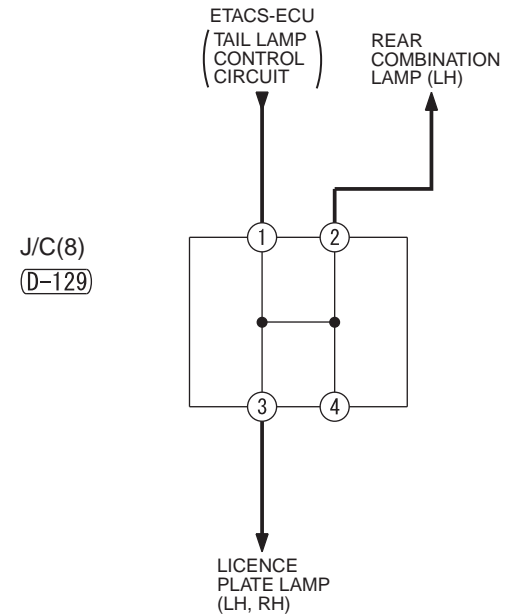 ETACS-ECU
(TAIL LAMP
CONTROL
CIRCUIT)
REAR
COMBINATION
LAMP (LH)
1
2
J/C(8)
D-129
3
4
LICENCE
PLATE LAMP
(LH, RH)